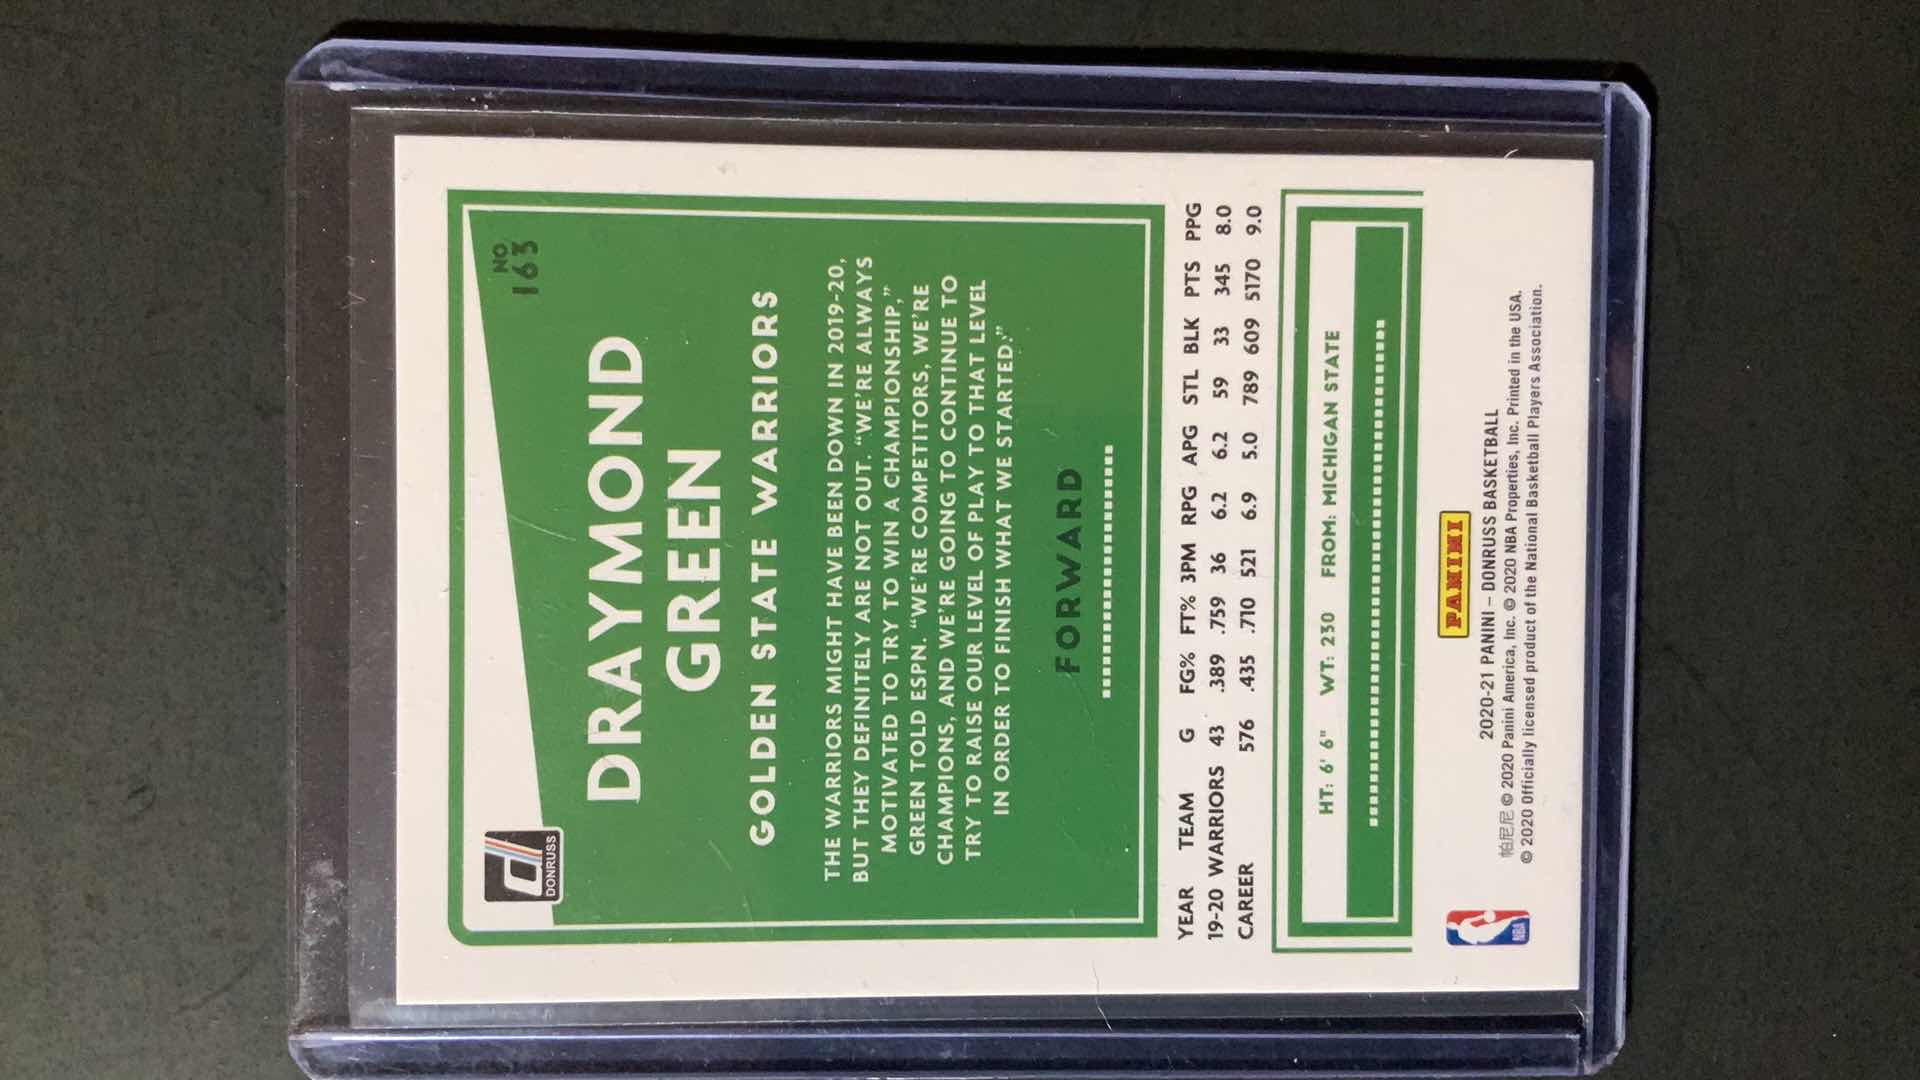 DONRUSS
NO
163
DRAYMOND
GREEN
GOLDEN STATE WARRIORS
THE WARRIORS MIGHT HAVE BEEN DOWN IN 2019-20,
BUT THEY DEFINITELY ARE NOT OUT. “WE’RE ALWAYS
MOTIVATED TO TRY TO WIN A CHAMPIONSHIP,”
GREEN TOLD ESPN. “WE’RE COMPETITORS, WE’RE
CHAMPIONS, AND WE’RE GOING TO CONTINUE TO
TRY TO RAISE OUR LEVEL OF PLAY TO THAT LEVEL
IN ORDER TO FINISH WHAT WE STARTED.”
FORWARD
YEAR TEAM G FG% FT% 3PM RPG APG STL BLK PTS PPG
19-20 WARRIORS 43 .389 .759 36 6.2 6.2 59 33 345 8.0
CAREER 576 .435 .710 521 6.9 5.0 789 609 5170 9.0
HT: 6' 6" WT: 230 FROM: MICHIGAN STATE
PANINI
2020-21 PANINI – DONRUSS BASKETBALL
帕尼尼 © 2020 Panini America, Inc. © 2020 NBA Properties, Inc. Printed in the USA.
© 2020 Officially licensed product of the National Basketball Players Association.
NBA